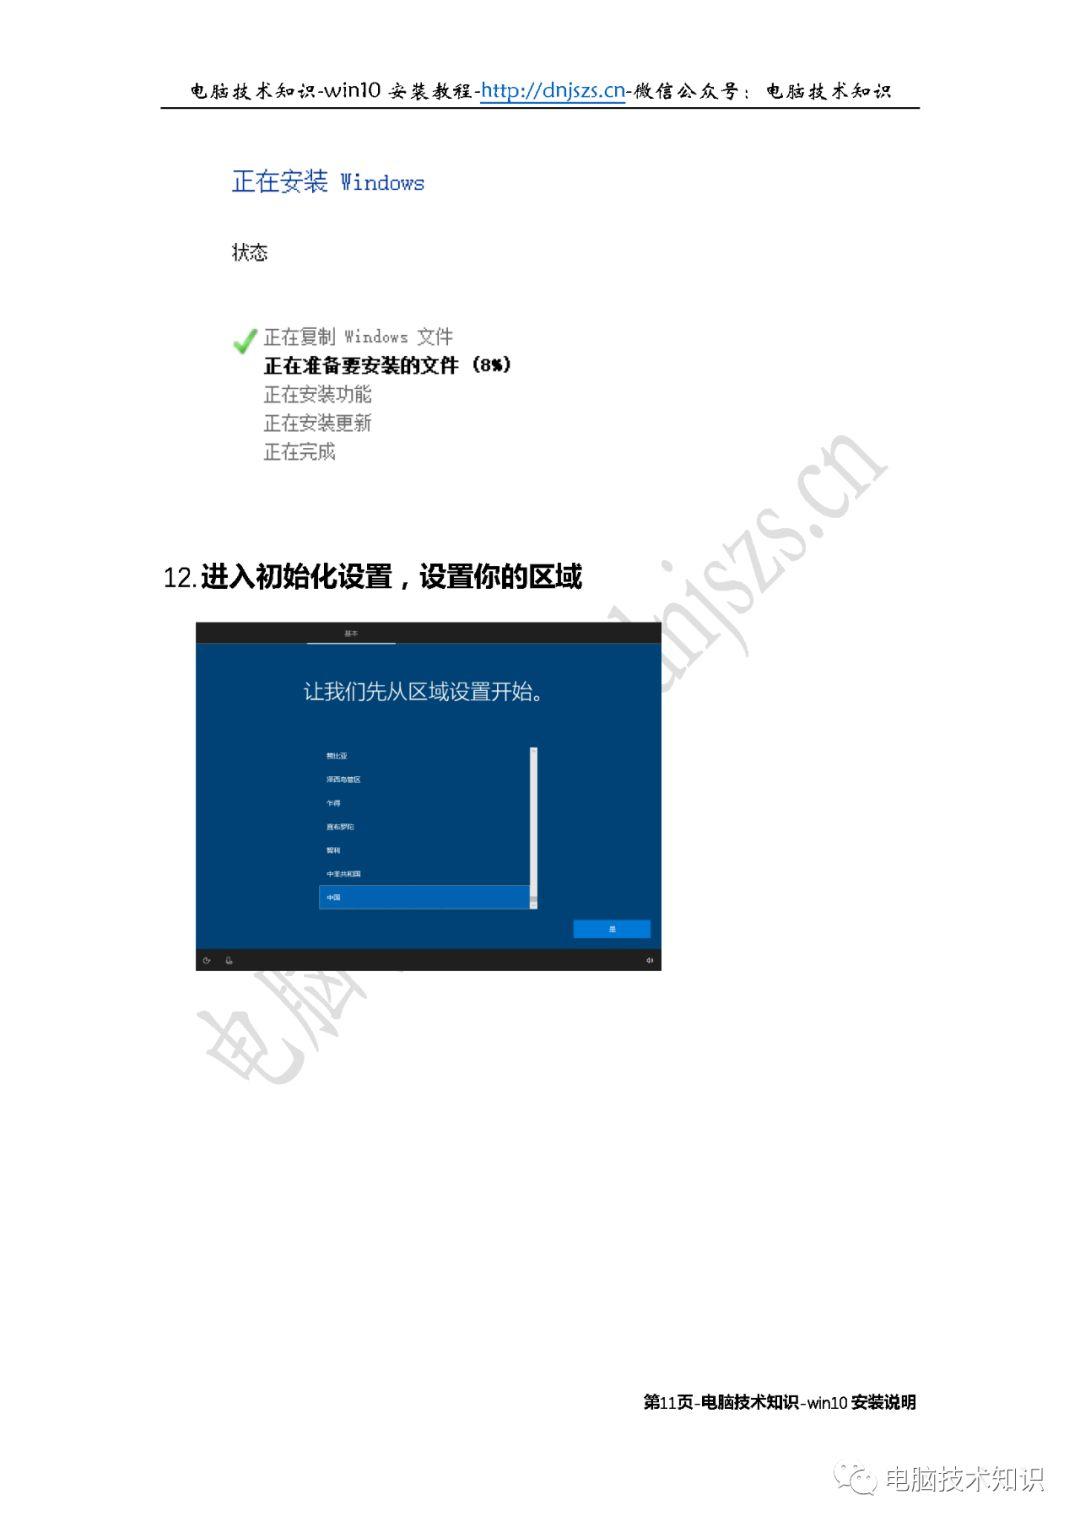 电脑技术知识-win10 安装教程-http://dnjszs.cn-微信公众号：电脑技术知识
正在安装 Windows
状态
正在复制 Windows 文件
正在准备要安装的文件 (8%)
正在安装功能
正在安装更新
正在完成
12.进入初始化设置，设置你的区域
基本
让我们先从区域设置开始。
赞比亚
泽西岛管区
乍得
直布罗陀
智利
中非共和国
中国
是
dnjszs.cn
电脑
第11页-电脑技术知识-win10 安装说明
电脑技术知识